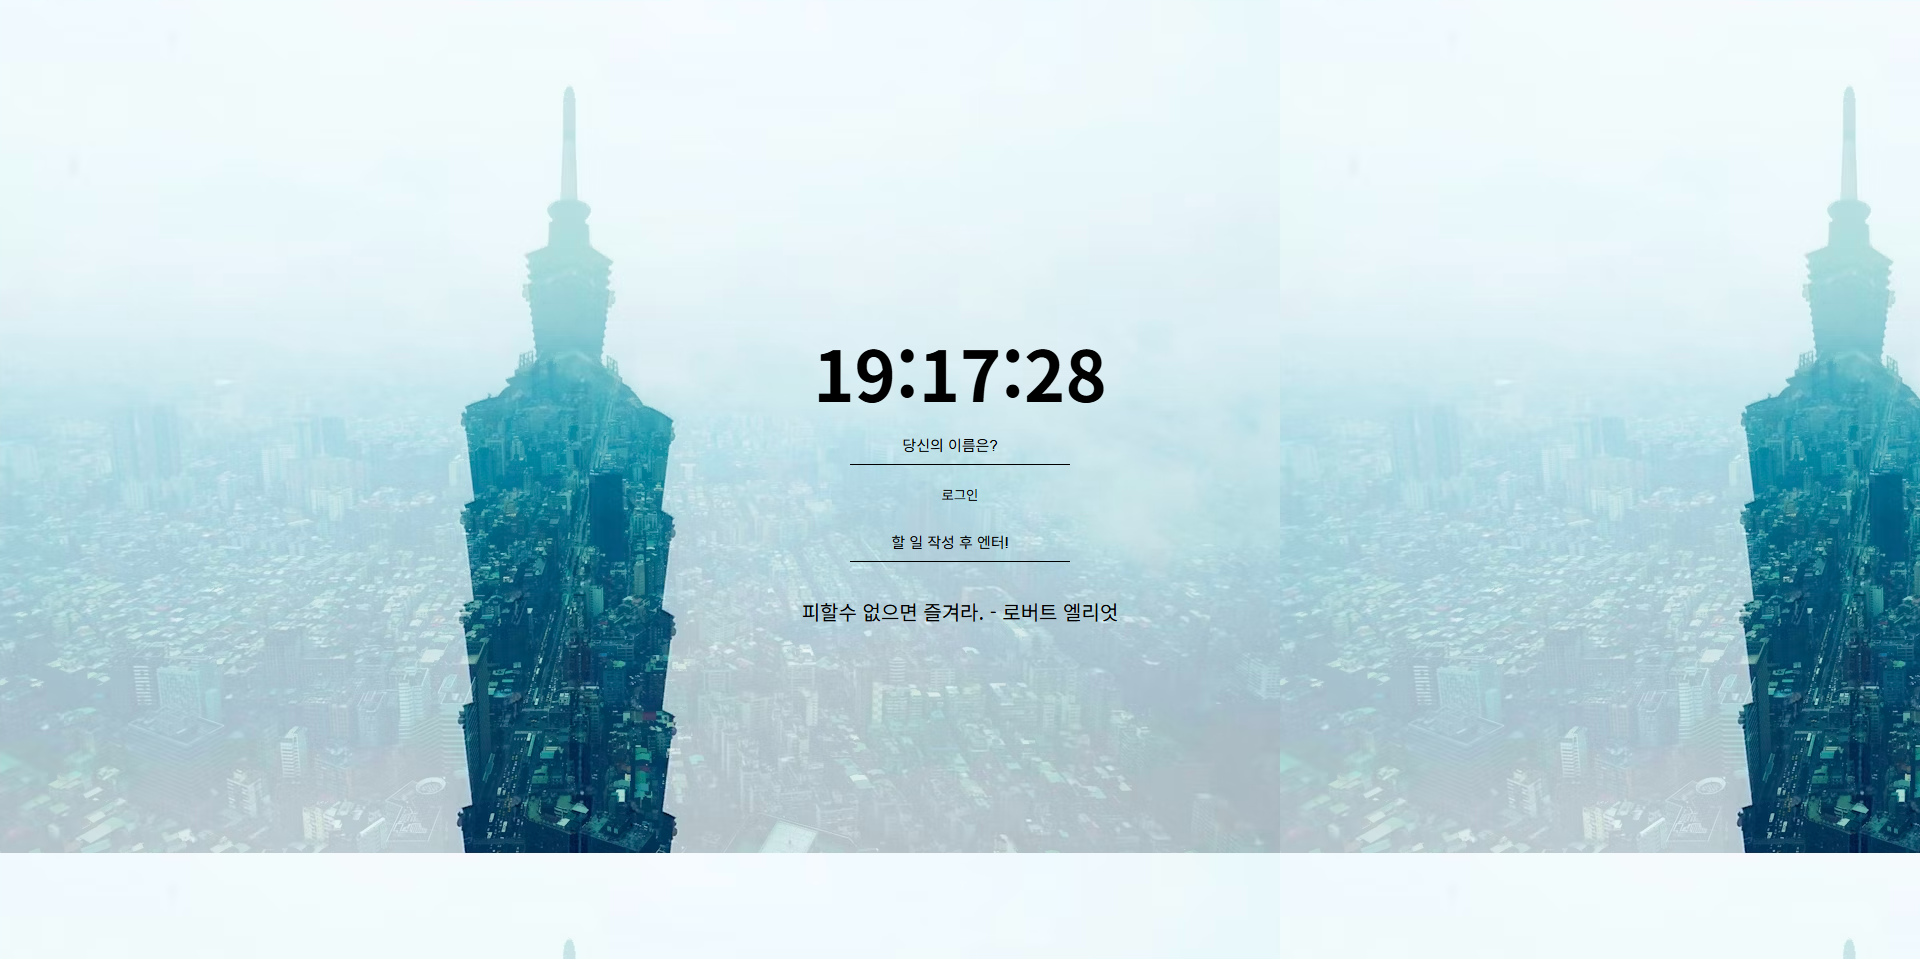 19:17:28
당신의 이름은?
로그인
할 일 작성 후 엔터!
피할수 없으면 즐겨라. - 로버트 엘리엇